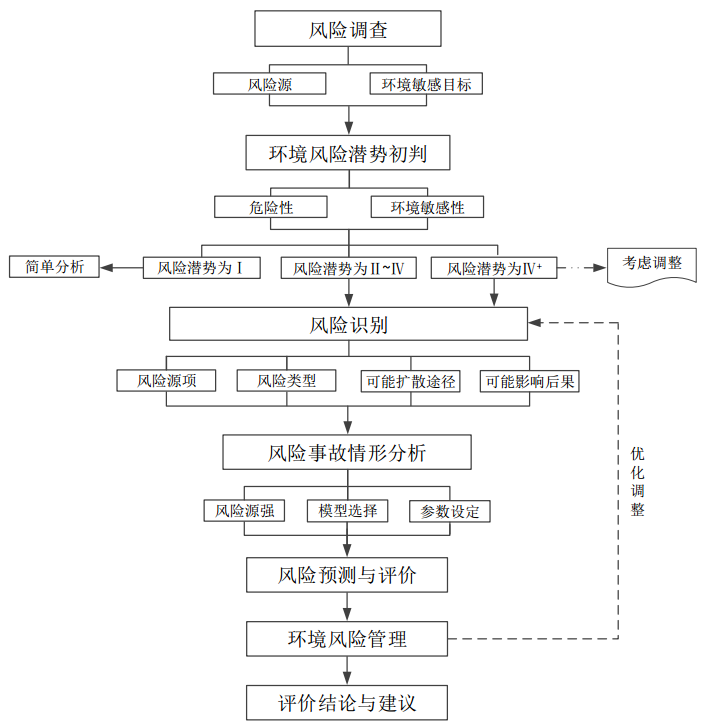 风险调查
风险源
环境敏感目标
环境风险潜势初判
危险性
环境敏感性
简单分析
风险潜势为Ⅰ
风险潜势为Ⅱ~Ⅳ
风险潜势为Ⅳ⁺
考虑调整
风险识别
风险源项
风险类型
可能扩散途径
可能影响后果
风险事故情形分析
优化调整
风险源强
模型选择
参数设定
风险预测与评价
环境风险管理
评价结论与建议